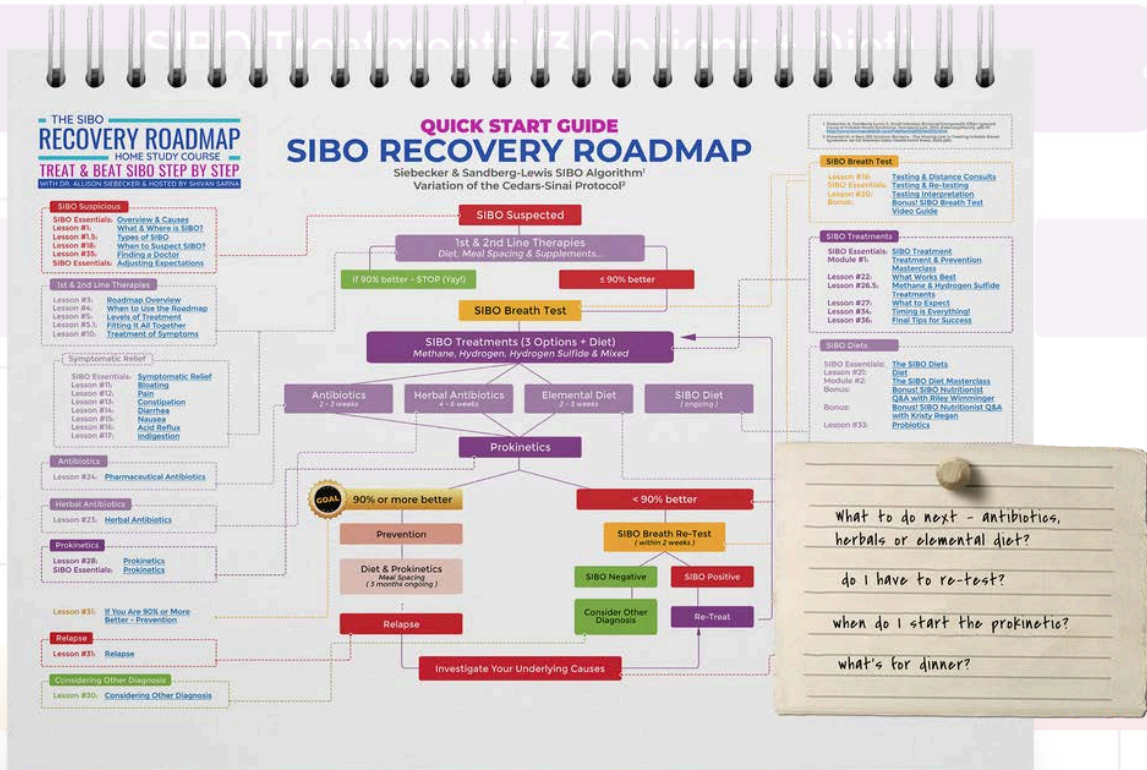 SIBO Treatments (3 Options + Diet)
THE SIBO
RECOVERY ROADMAP
HOME STUDY COURSE
TREAT & BEAT SIBO STEP BY STEP
WITH DR. ALLISON SIEBECKER & HOSTED BY SHIVAN SARNA
QUICK START GUIDE
SIBO RECOVERY ROADMAP
Siebecker & Sandberg-Lewis SIBO Algorithm¹
Variation of the Cedars-Sinai Protocol²
SIBO Suspicious
SIBO Essentials: Overview & Causes
Lesson #1: What & Where is SIBO?
Lesson #1.5: Types of SIBO
Lesson #18: When to Suspect SIBO?
Lesson #35: Finding a Doctor
SIBO Essentials: Adjusting Expectations
1st & 2nd Line Therapies
Lesson #3: Roadmap Overview
Lesson #4: When to Use the Roadmap
Lesson #5: Levels of Treatment
Lesson #3.1: Fitting It All Together
Lesson #10: Treatment of Symptoms
Symptomatic Relief
SIBO Essentials: Symptomatic Relief
Lesson #11: Bloating
Lesson #12: Pain
Lesson #13: Constipation
Lesson #14: Diarrhea
Lesson #15: Nausea
Lesson #16: Acid Reflux
Lesson #17: Indigestion
Antibiotics
Lesson #24: Pharmaceutical Antibiotics
Herbal Antibiotics
Lesson #23: Herbal Antibiotics
Prokinetics
Lesson #28: Prokinetics
SIBO Essentials: Prokinetics
Lesson #31: If You Are 90% or More
Better - Prevention
Relapse
Lesson #31: Relapse
Considering Other Diagnosis
Lesson #30: Considering Other Diagnosis
SIBO Suspected
1st & 2nd Line Therapies
Diet, Meal Spacing & Supplements...
If 90% better - STOP (Yay!)
≤ 90% better
SIBO Breath Test
SIBO Treatments (3 Options + Diet)
Methane, Hydrogen, Hydrogen Sulfide & Mixed
Antibiotics
2 - 3 weeks
Herbal Antibiotics
4 - 6 weeks
Elemental Diet
2 - 3 weeks
SIBO Diet
(ongoing)
Prokinetics
GOAL
90% or more better
< 90% better
Prevention
SIBO Breath Re-Test
(within 2 weeks)
Diet & Prokinetics
Meal Spacing
(3 months ongoing)
SIBO Negative
SIBO Positive
Relapse
Consider Other
Diagnosis
Re-Treat
Investigate Your Underlying Causes
SIBO Breath Test
Lesson #19: Testing & Distance Consults
SIBO Essentials: Testing & Re-testing
Lesson #20: Testing Interpretation
Bonus: Bonus! SIBO Breath Test
Video Guide
SIBO Treatments
SIBO Essentials: SIBO Treatment
Module #1: Treatment & Prevention
Masterclass
Lesson #22: What Works Best
Lesson #26.5: Methane & Hydrogen Sulfide
Treatments
Lesson #27: What to Expect
Lesson #34: Timing is Everything!
Lesson #36: Final Tips for Success
SIBO Diets
SIBO Essentials: The SIBO Diets
Lesson #21: Diet
Module #2: The SIBO Diet Masterclass
Bonus: Bonus! SIBO Nutritionist
Q&A with Riley Wimminger
Bonus: Bonus! SIBO Nutritionist Q&A
with Kristy Regan
Lesson #33: Probiotics
What to do next - antibiotics,
herbals or elemental diet?
do I have to re-test?
when do I start the prokinetic?
what's for dinner?